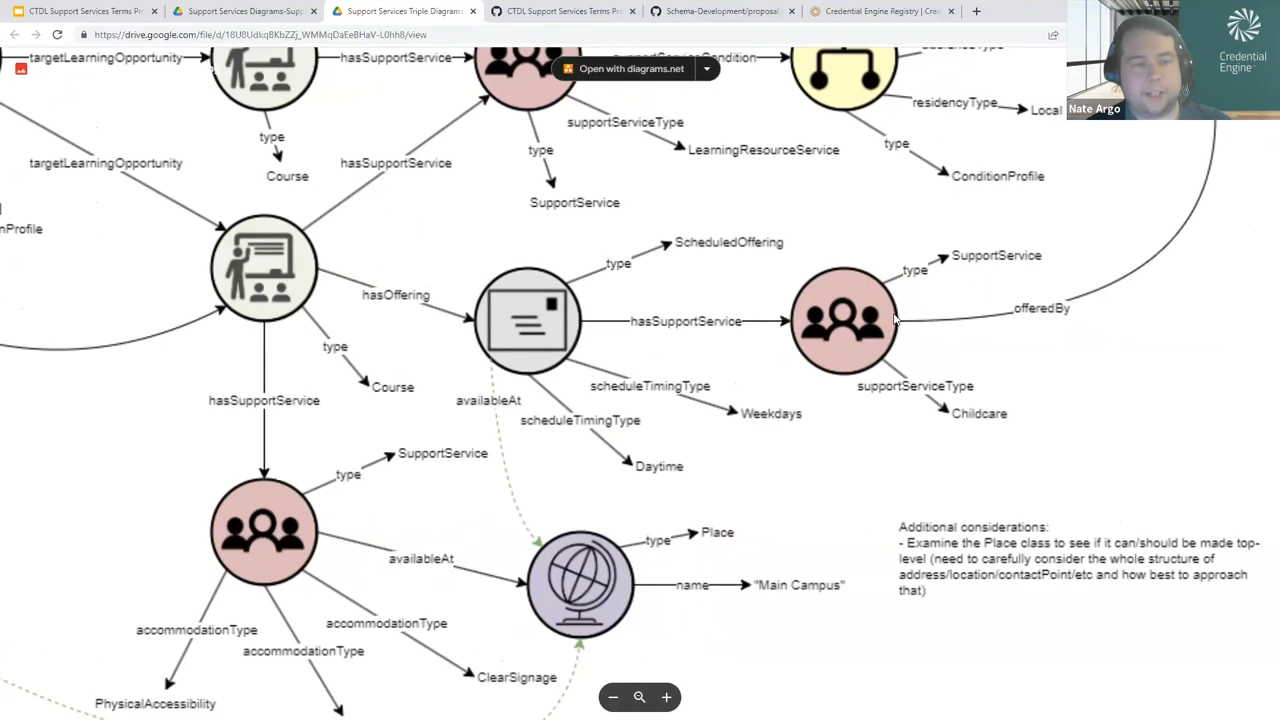 CTDL Support Services Terms Pro
Support Services Diagrams-Supp
Support Services Triple Diagram
CTDL Support Services Terms Pro
Schema-Development/proposal
Credential Engine Registry | Cred
https://drive.google.com/file/d/18U8UdkqBKbZZj_WMMqDaEeBHaV-L0hh8/view
Credential
Engine
Nate Argo
Open with diagrams.net
targetLearningOpportunity
hasSupportService
residencyType
Local
supportServiceType
type
type
type
LearningResourceService
targetLearningOpportunity
hasSupportService
Course
ConditionProfile
SupportService
nProfile
ScheduledOffering
type
SupportService
type
hasOffering
hasSupportService
offeredBy
type
Course
scheduleTimingType
supportServiceType
hasSupportService
availableAt
scheduleTimingType
Weekdays
Childcare
SupportService
type
Daytime
type
Place
Additional considerations:
- Examine the Place class to see if it can/should be made top-
level (need to carefully consider the whole structure of
address/location/contactPoint/etc and how best to approach
that)
availableAt
name
"Main Campus"
accommodationType
accommodationType
accommodationType
ClearSignage
PhysicalAccessibility